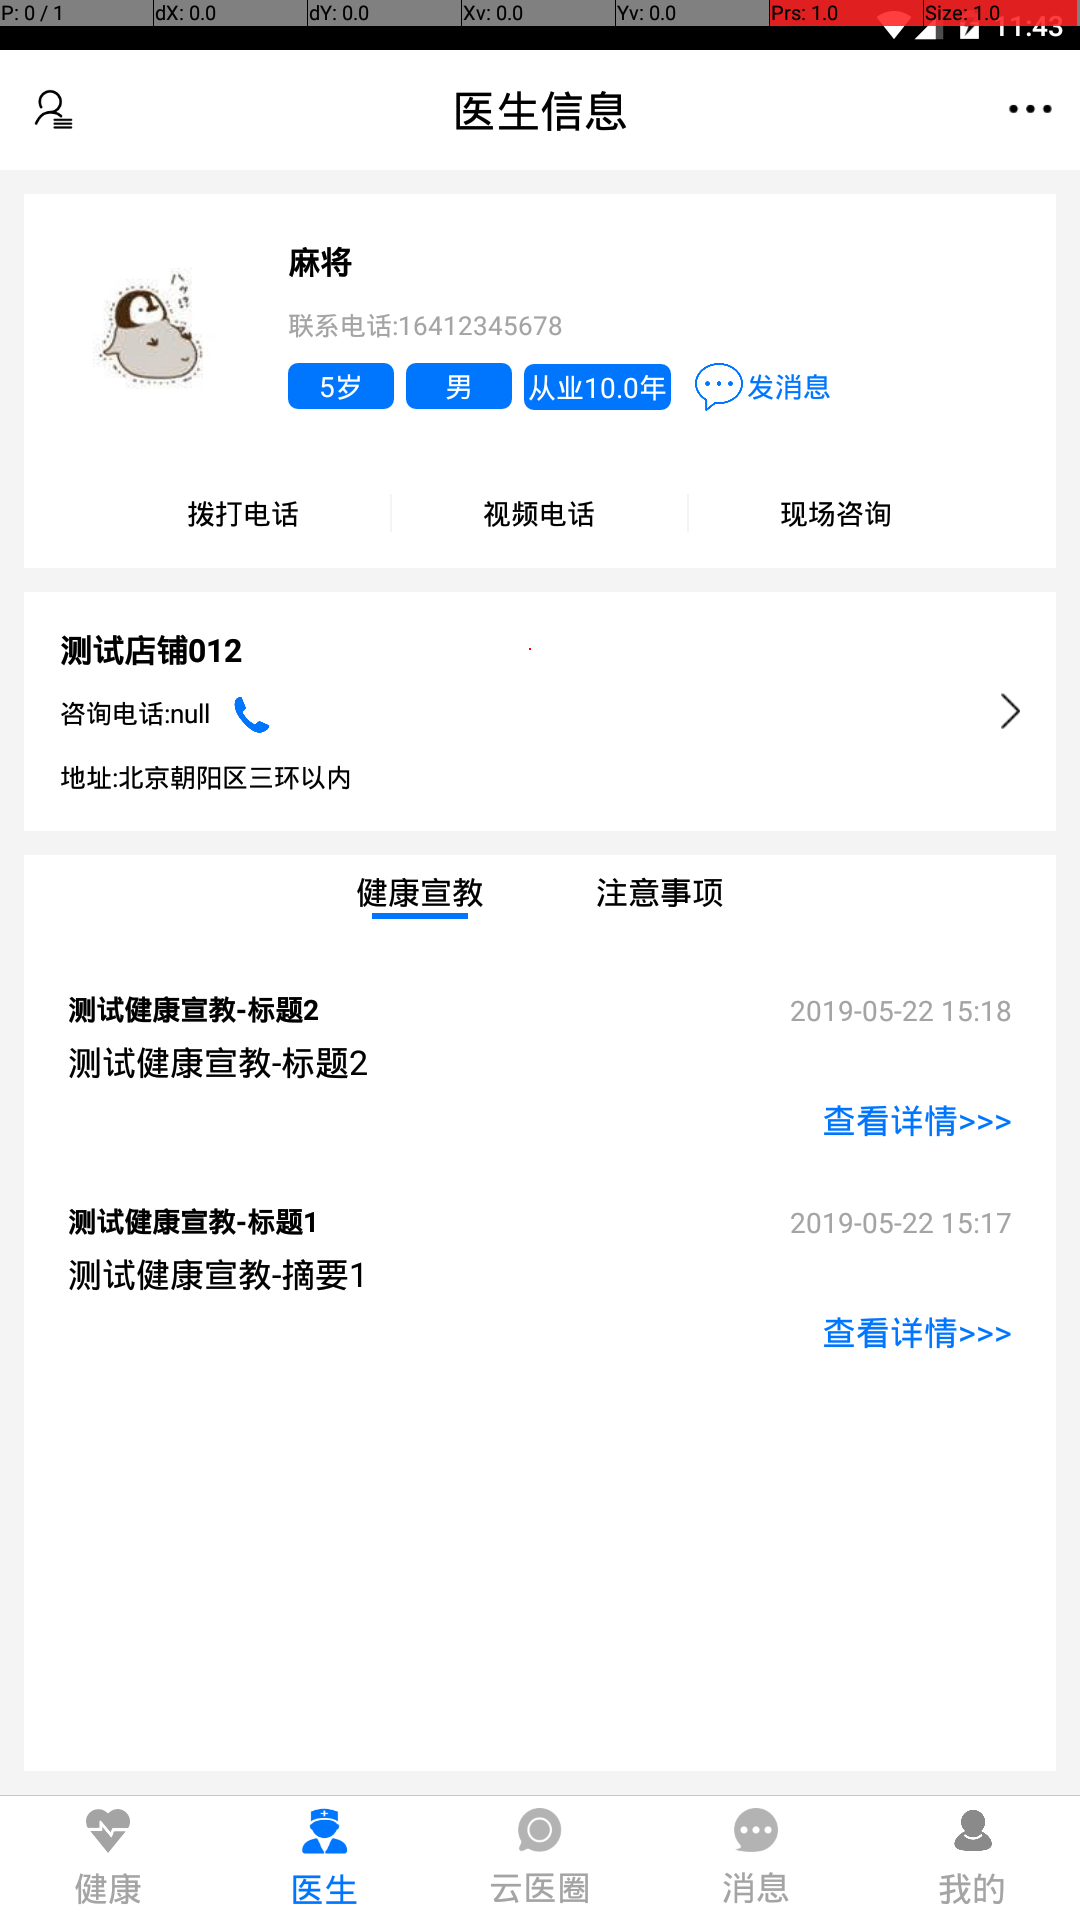 P: 0 / 1 dX: 0.0 dY: 0.0 Xv: 0.0 Yv: 0.0 Prs: 1.0 Size: 1.0
11:43
医生信息
麻将
联系电话:16412345678
5岁 男 从业10.0年 发消息
拨打电话 视频电话 现场咨询
测试店铺012
咨询电话:null
地址:北京朝阳区三环以内
健康宣教 注意事项
测试健康宣教-标题2 2019-05-22 15:18
测试健康宣教-标题2
查看详情>>>
测试健康宣教-标题1 2019-05-22 15:17
测试健康宣教-摘要1
查看详情>>>
健康 医生 云医圈 消息 我的